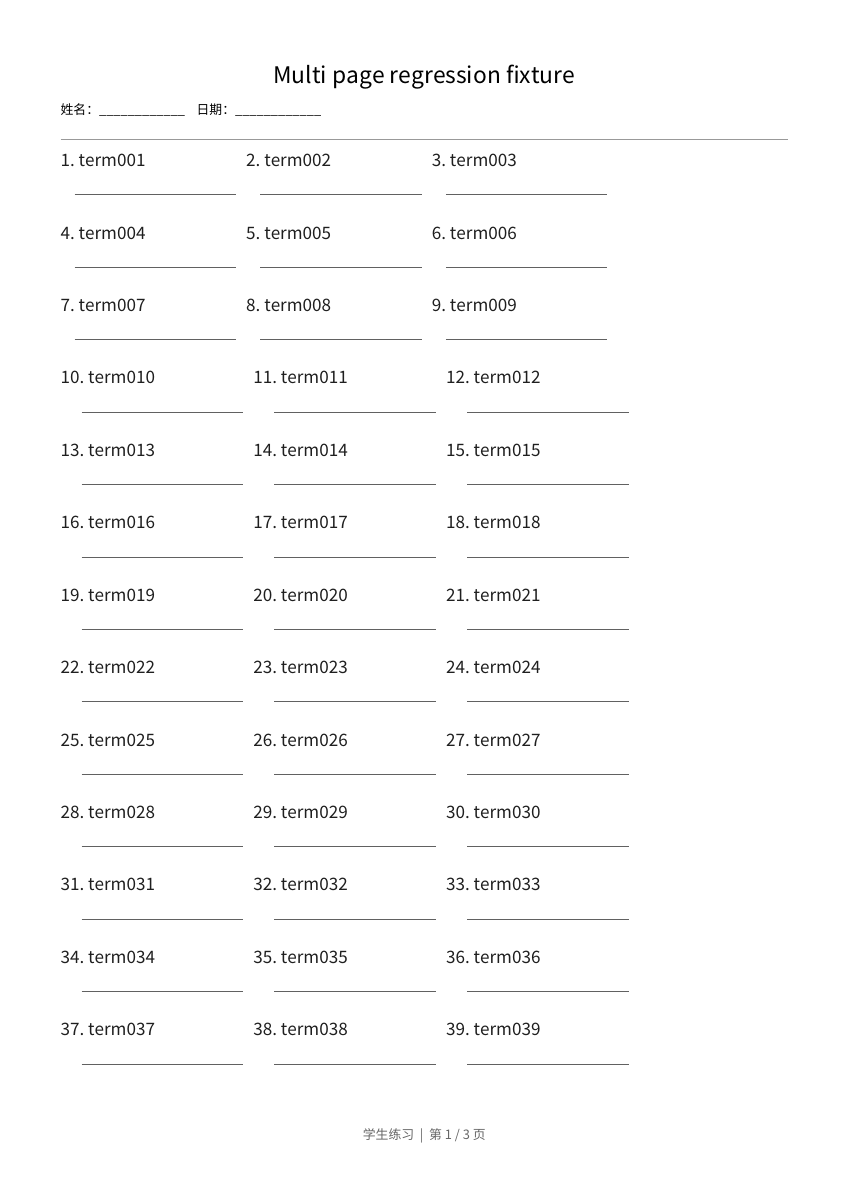 Multi page regression fixture
姓名：____________ 日期：____________
1. term001 2. term002 3. term003
4. term004 5. term005 6. term006
7. term007 8. term008 9. term009
10. term010 11. term011 12. term012
13. term013 14. term014 15. term015
16. term016 17. term017 18. term018
19. term019 20. term020 21. term021
22. term022 23. term023 24. term024
25. term025 26. term026 27. term027
28. term028 29. term029 30. term030
31. term031 32. term032 33. term033
34. term034 35. term035 36. term036
37. term037 38. term038 39. term039
学生练习 | 第 1 / 3 页